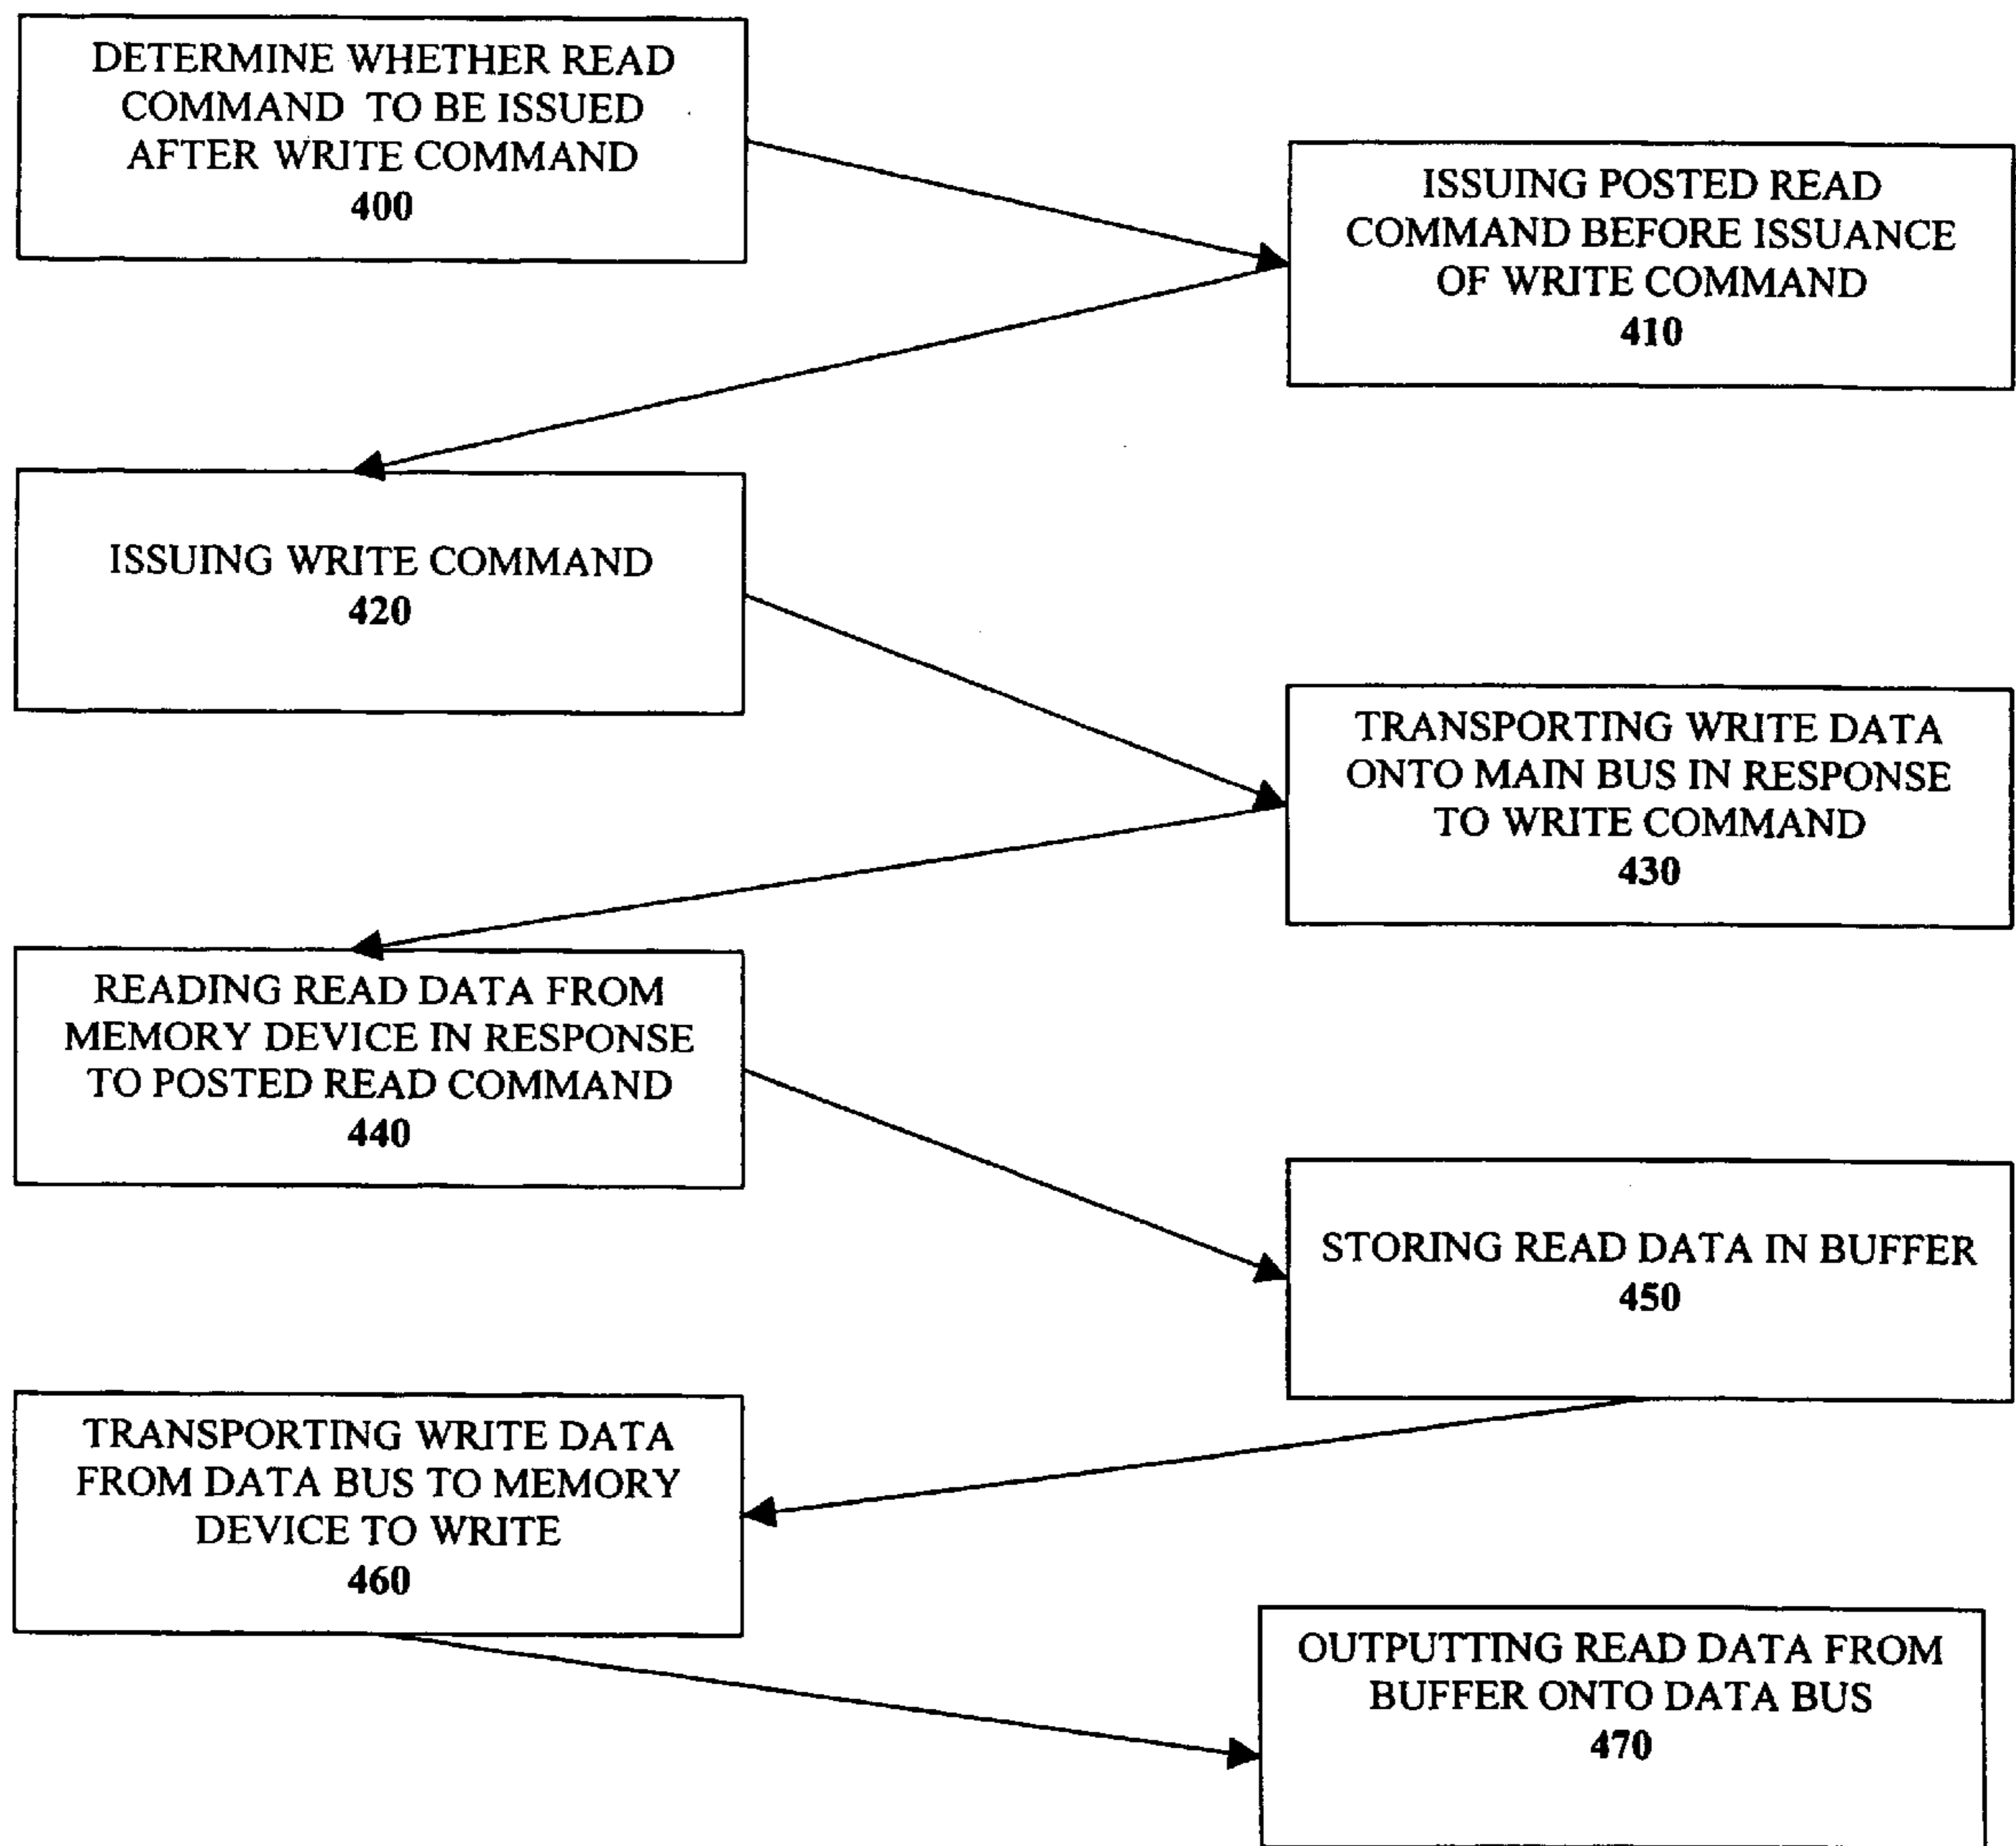 DETERMINE WHETHER READ
COMMAND TO BE ISSUED
AFTER WRITE COMMAND
400
ISSUING POSTED READ
COMMAND BEFORE ISSUANCE
OF WRITE COMMAND
410
ISSUING WRITE COMMAND
420
TRANSPORTING WRITE DATA
ONTO MAIN BUS IN RESPONSE
TO WRITE COMMAND
430
READING READ DATA FROM
MEMORY DEVICE IN RESPONSE
TO POSTED READ COMMAND
440
STORING READ DATA IN BUFFER
450
TRANSPORTING WRITE DATA
FROM DATA BUS TO MEMORY
DEVICE TO WRITE
460
OUTPUTTING READ DATA FROM
BUFFER ONTO DATA BUS
470